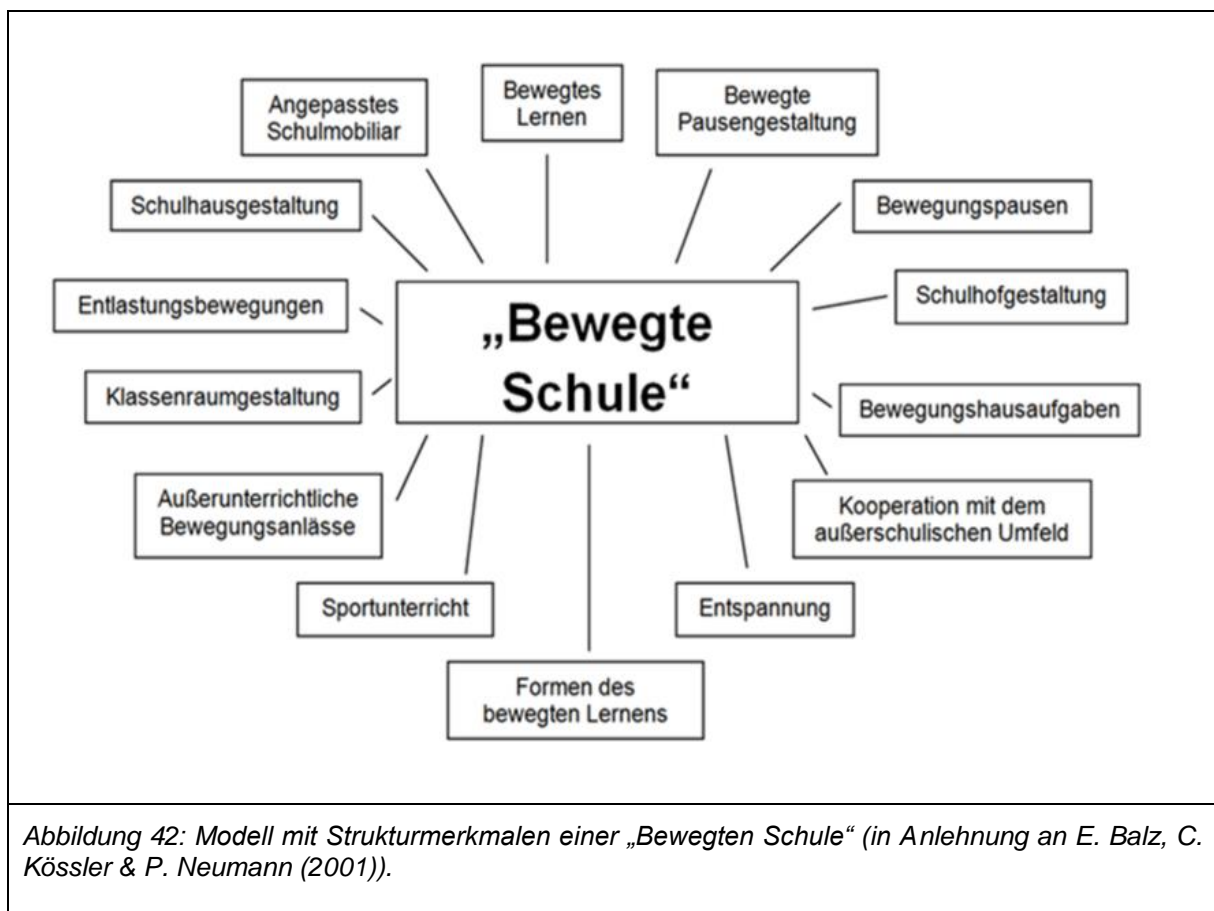 Angepasstes
Schulmobiliar
Bewegtes
Lernen
Bewegte
Pausengestaltung
Schulhausgestaltung
Bewegungspausen
Entlastungsbewegungen
Schulhofgestaltung
„Bewegte
Schule“
Klassenraumgestaltung
Bewegungshausaufgaben
Außerunterrichtliche
Bewegungsanlässe
Kooperation mit dem
außerschulischen Umfeld
Sportunterricht
Entspannung
Formen des
bewegten Lernens
Abbildung 42: Modell mit Strukturmerkmalen einer „Bewegten Schule“ (in Anlehnung an E. Balz, C.
Kössler & P. Neumann (2001)).